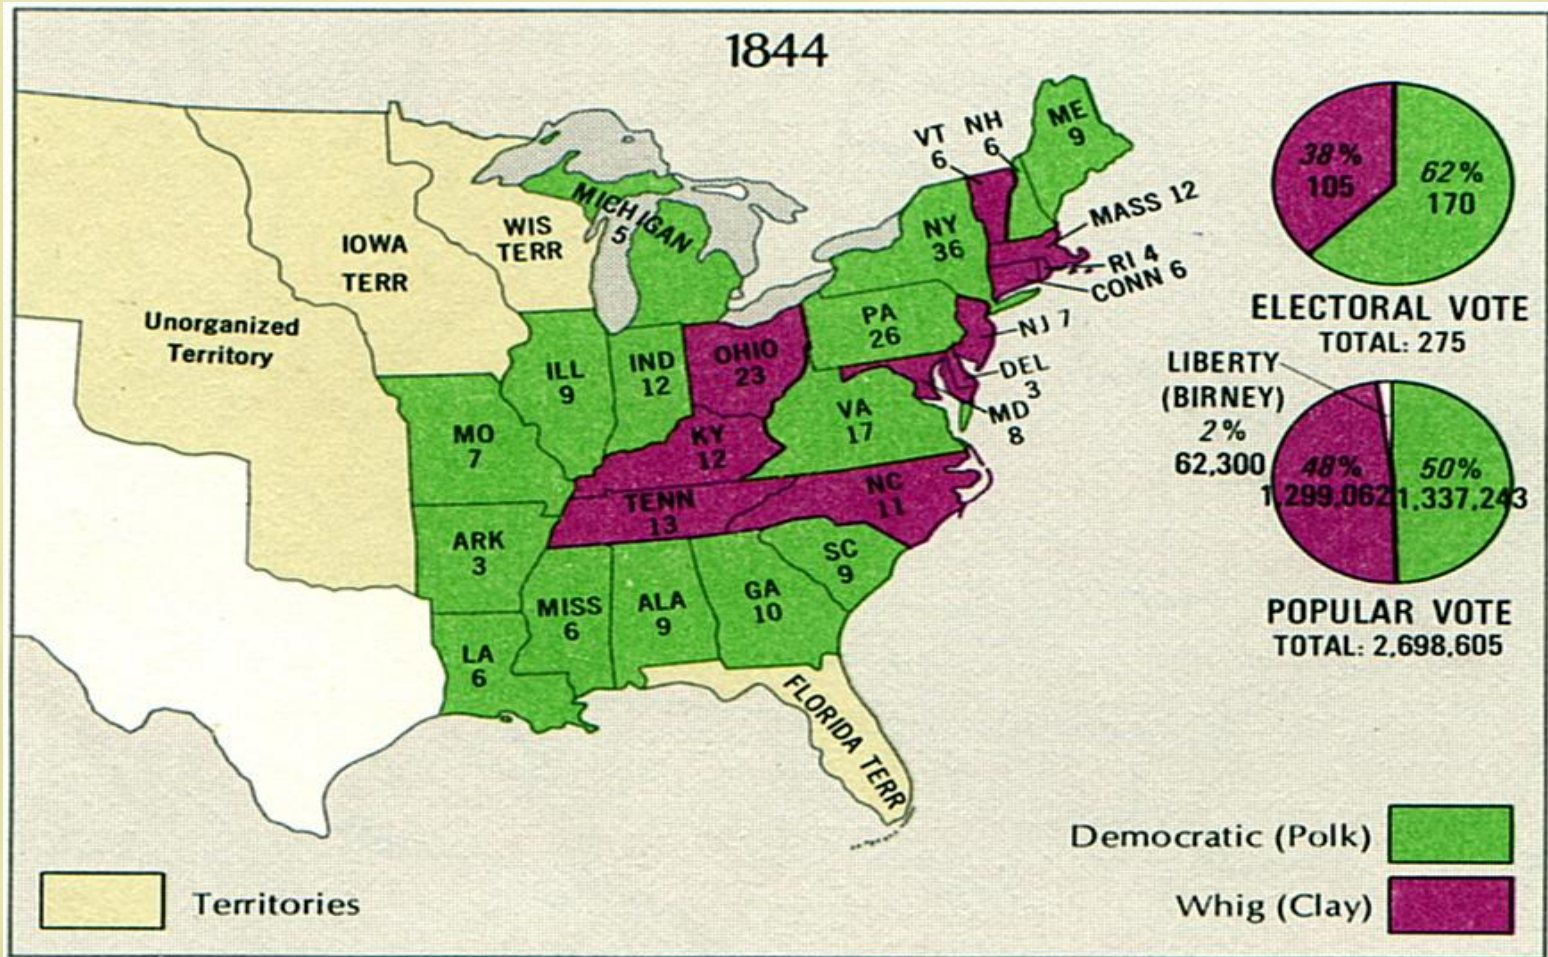 1844
VT
6
NH
6
ME
9
MASS 12
RI 4
CONN 6
NY
36
MICHIGAN
5
WIS
TERR
IOWA
TERR
Unorganized
Territory
PA
26
NJ 7
DEL
3
MD
8
OHIO
23
IND
12
ILL
9
VA
17
MO
7
KY
12
TENN
13
NC
11
ARK
3
SC
9
MISS
6
ALA
9
GA
10
LA
6
FLORIDA TERR
38%
105
62%
170
ELECTORAL VOTE
TOTAL: 275
LIBERTY
(BIRNEY)
2%
62,300
48%
1,299,062
50%
1,337,243
POPULAR VOTE
TOTAL: 2,698,605
Territories
Democratic (Polk)
Whig (Clay)